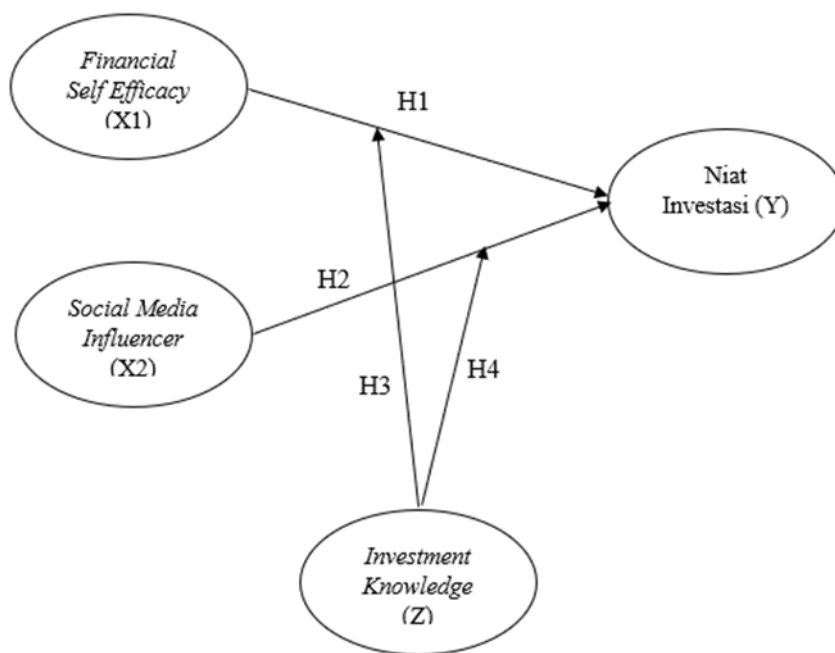 Financial
Self Efficacy
(X1)
H1
Niat
Investasi (Y)
H2
Social Media
Influencer
(X2)
H3
H4
Investment
Knowledge
(Z)